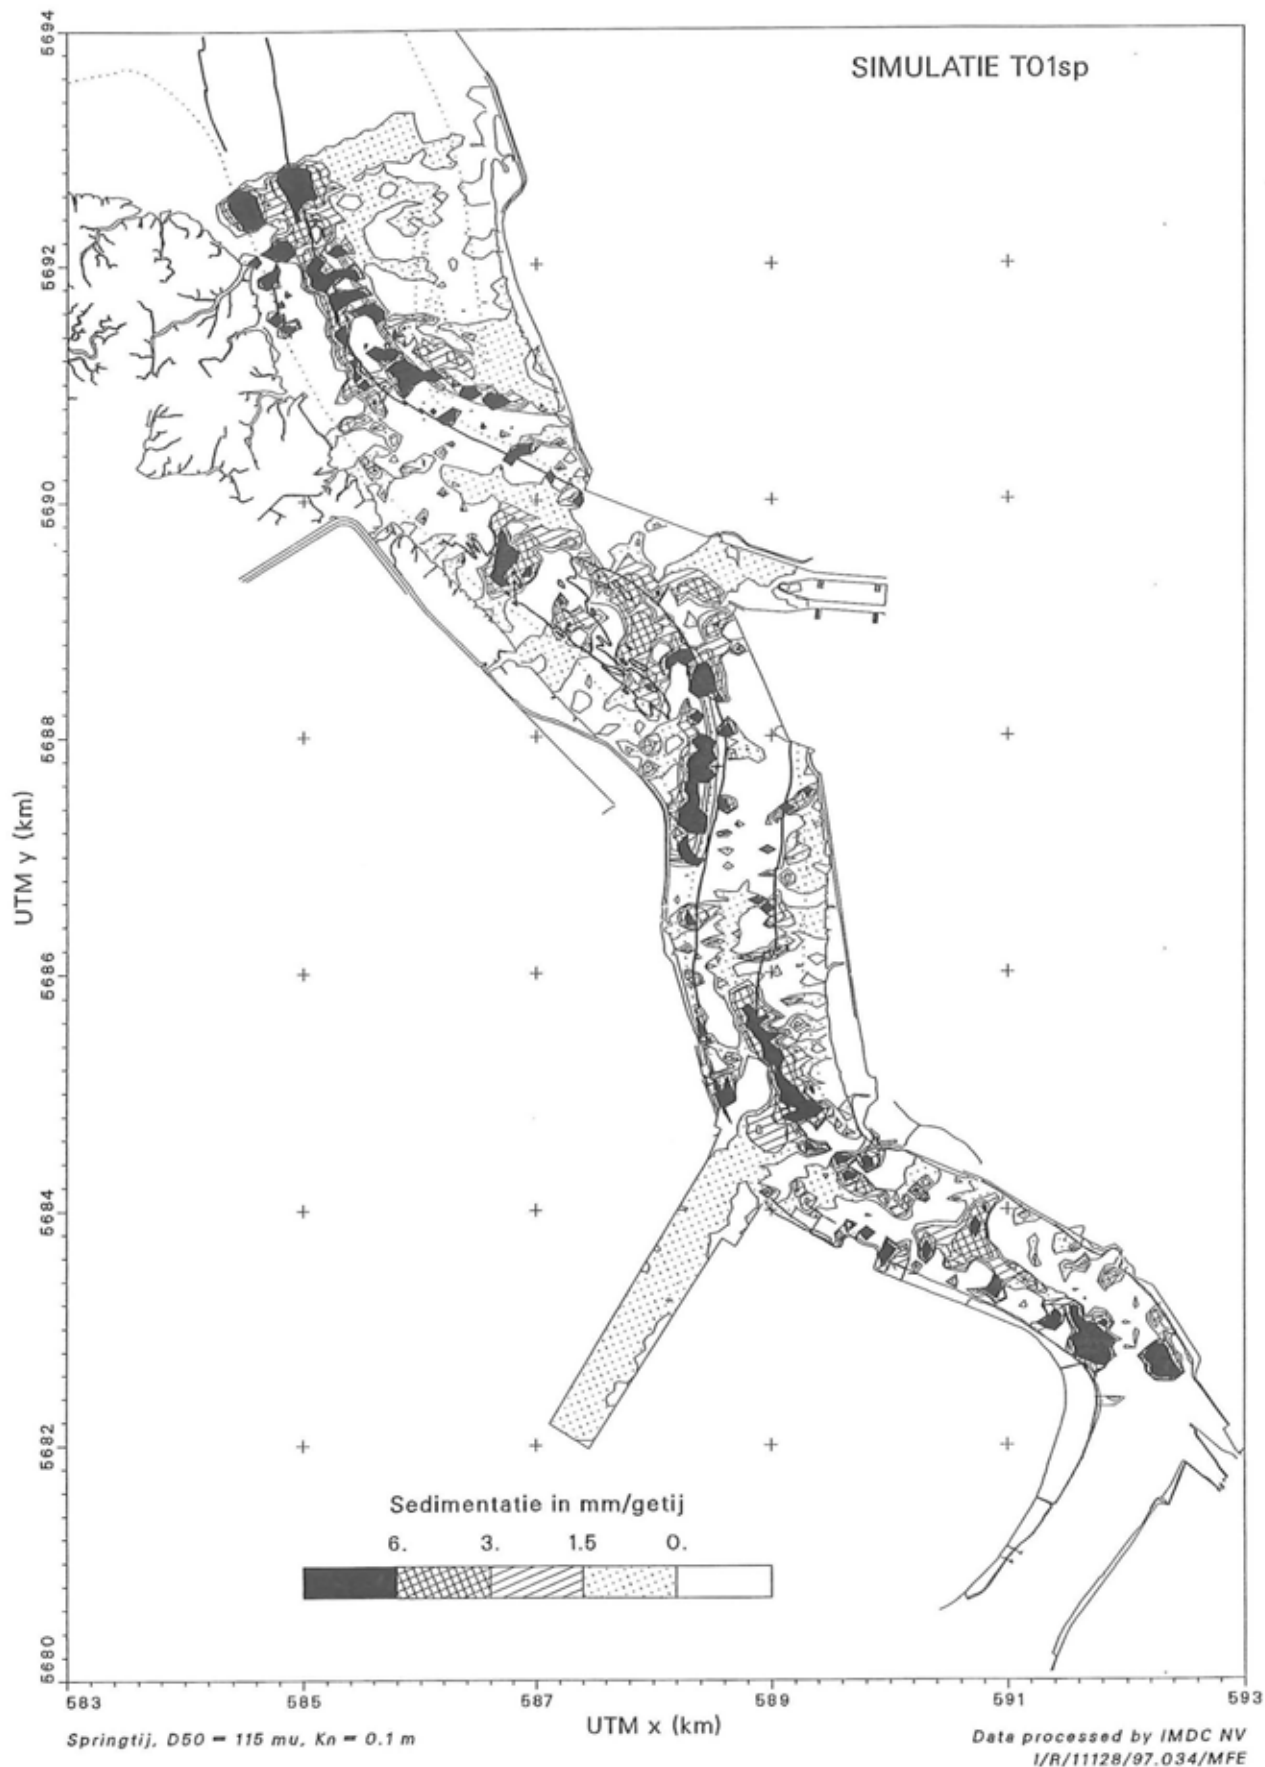 SIMULATIE T01sp
5694
5692
5690
5688
5686
5684
5682
5680
UTM y (km)
Sedimentatie in mm/getij
6. 3. 1.5 0.
583 585 587 589 591 593
UTM x (km)
Springtij, D50 = 115 mu, Kn = 0.1 m
Data processed by IMDC NV
I/R/11128/97.034/MFE